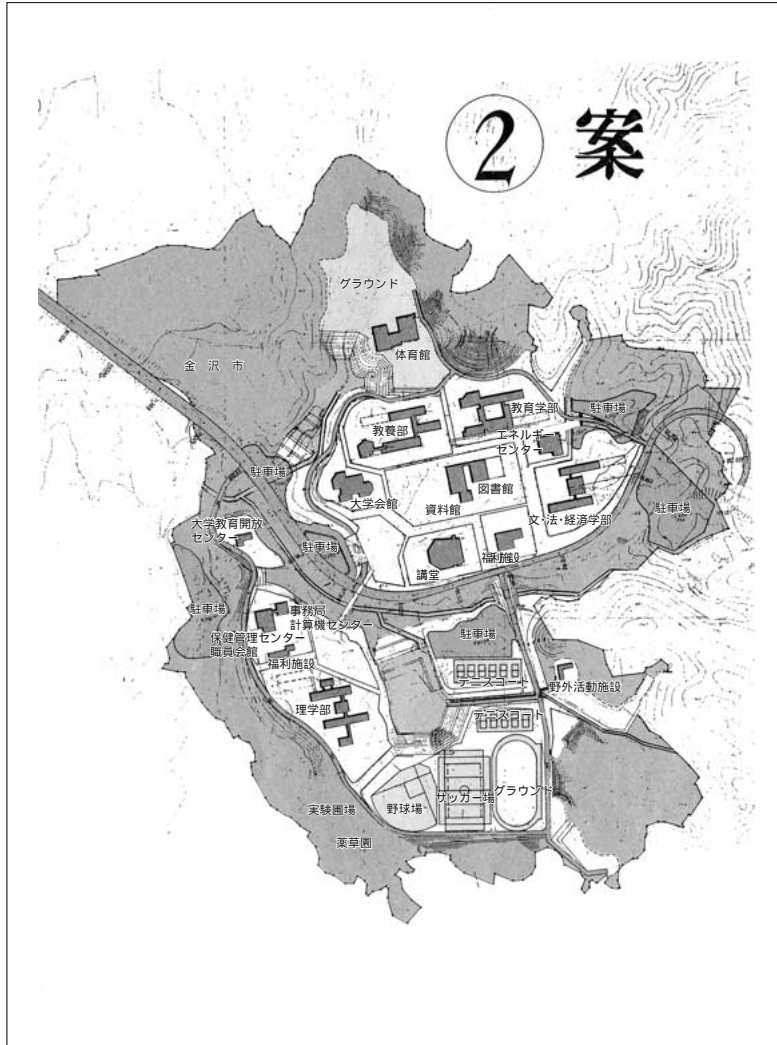 ② 案
グラウンド
体育館
金沢市
教育学部
駐車場
教養部
エネルギー
センター
駐車場
図書館
大学会館
資料館
駐車場
文・法・経済学部
大学教育開放
センター
駐車場
福利施設
講堂
駐車場
事務局
計算機センター
駐車場
保健管理センター
職員会館
福利施設
テニスコート
野外活動施設
理学部
テニスコート
サッカー場
グラウンド
実験圃場
野球場
薬草園